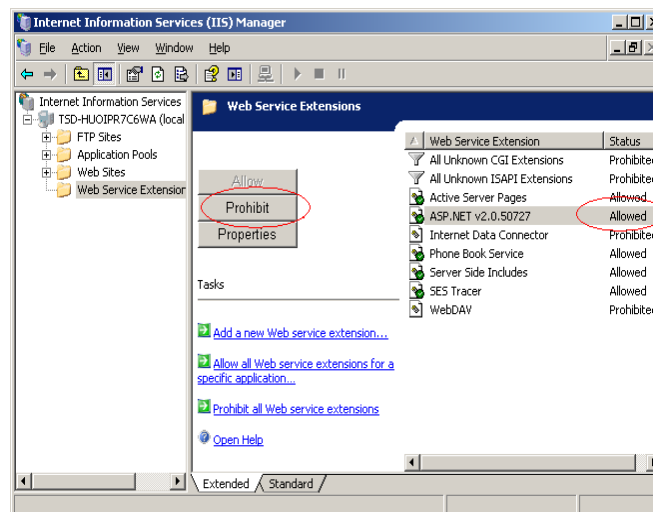 Internet Information Services (IIS) Manager
File Action View Window Help
Internet Information Services
TSD-HUOIPR7C6WA (local
FTP Sites
Application Pools
Web Sites
Web Service Extension
Web Service Extensions
Allow
Prohibit
Properties
Tasks
Add a new Web service extension...
Allow all Web service extensions for a
specific application...
Prohibit all Web service extensions
Open Help
Web Service Extension Status
All Unknown CGI Extensions Prohibited
All Unknown ISAPI Extensions Prohibited
Active Server Pages Allowed
ASP.NET v2.0.50727 Allowed
Internet Data Connector Prohibited
Phone Book Service Allowed
Server Side Includes Allowed
SES Tracer Allowed
WebDAV Prohibited
Extended Standard